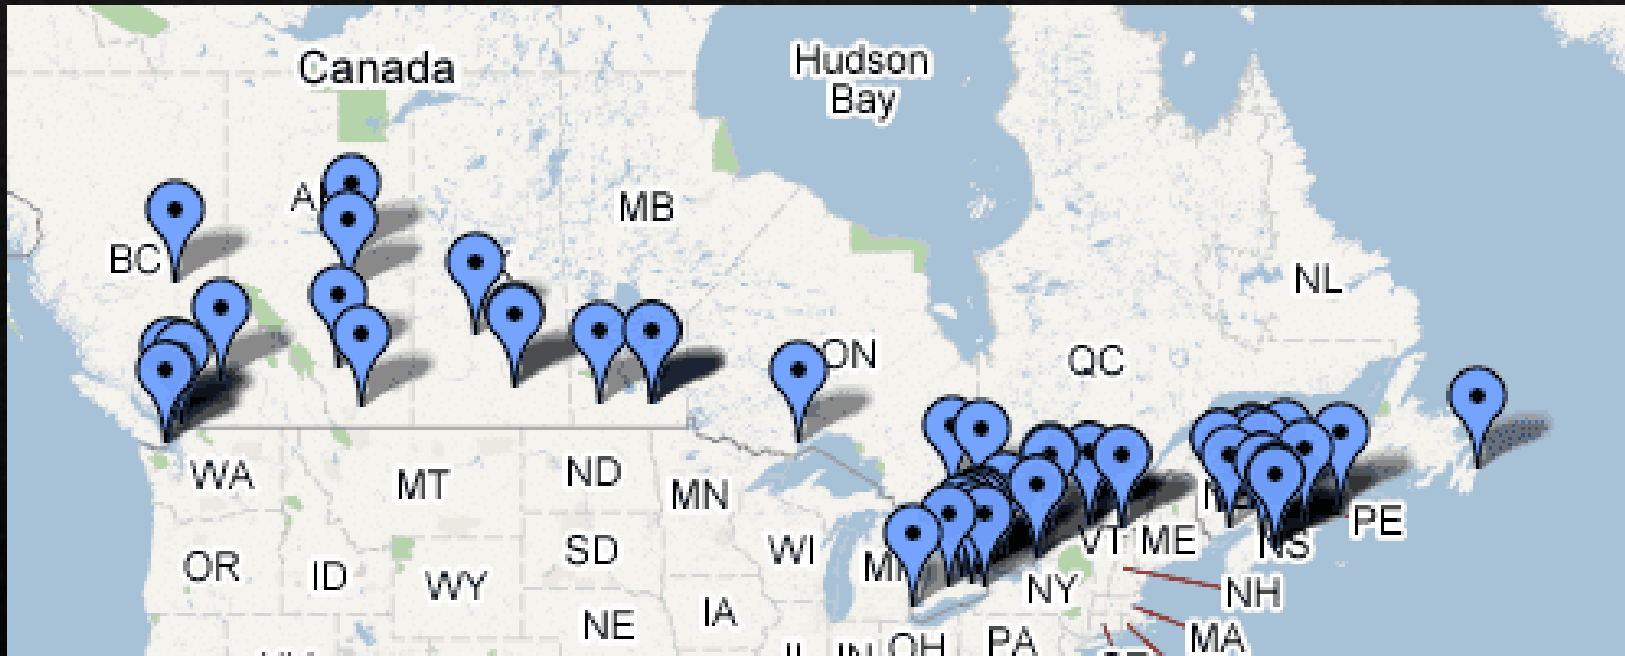 Canada
Hudson
Bay
MB
BC
NL
ON
QC
WA
MT
ND
MN
PE
NS
VT
ME
OR
ID
WY
SD
WI
NY
NH
NE
IA
OH
PA
MA